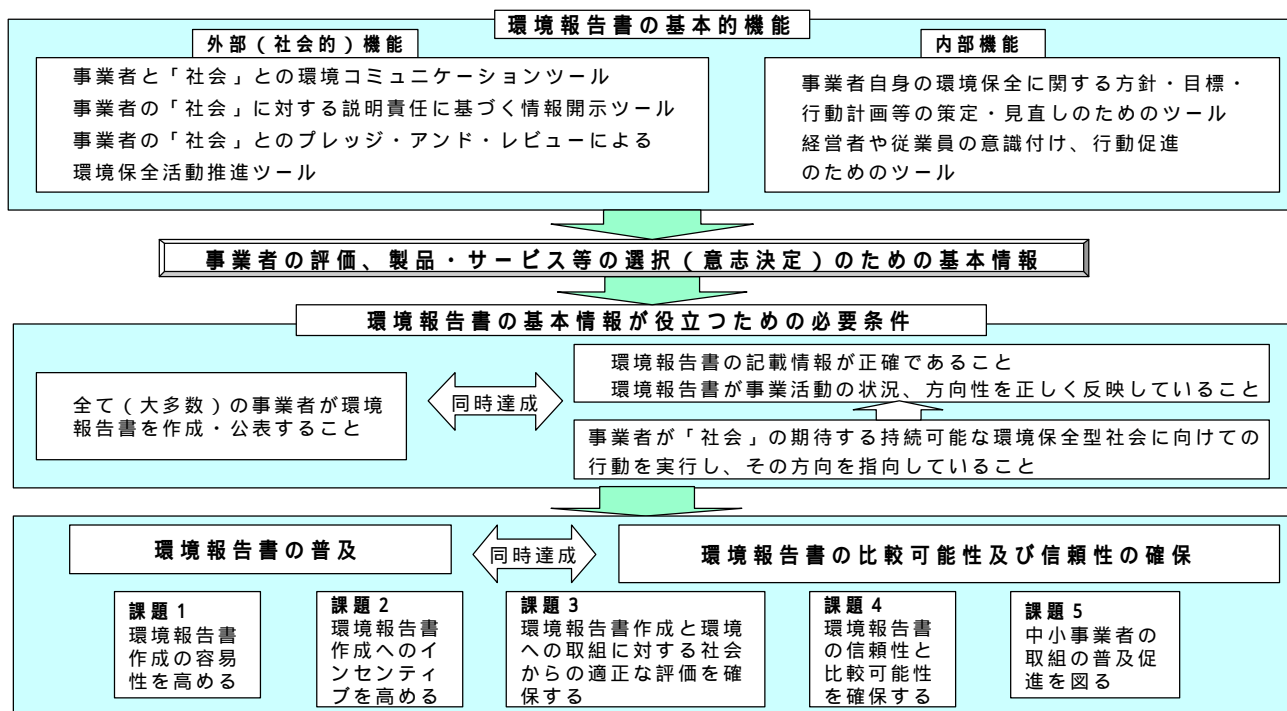 環境報告書の基本的機能
外部（社会的）機能
事業者と「社会」との環境コミュニケーションツール
事業者の「社会」に対する説明責任に基づく情報開示ツール
事業者の「社会」とのプレッジ・アンド・レビューによる
環境保全活動推進ツール
内部機能
事業者自身の環境保全に関する方針・目標・
行動計画等の策定・見直しのためのツール
経営者や従業員の意識付け、行動促進
のためのツール
事業者の評価、製品・サービス等の選択（意志決定）のための基本情報
環境報告書の基本情報が役立つための必要条件
全て（大多数）の事業者が環境
報告書を作成・公表すること
同時達成
環境報告書の記載情報が正確であること
環境報告書が事業活動の状況、方向性を正しく反映していること
事業者が「社会」の期待する持続可能な環境保全型社会に向けての
行動を実行し、その方向を指向していること
環境報告書の普及
同時達成
環境報告書の比較可能性及び信頼性の確保
課題1
環境報告書
作成の容易
性を高める
課題2
環境報告書
作成へのイ
ンセンティ
ブを高める
課題3
環境報告書作成と環境
への取組に対する社会
からの適正な評価を確
保する
課題4
環境報告書
の信頼性と
比較可能性
を確保する
課題5
中小事業者の
取組の普及促
進を図る